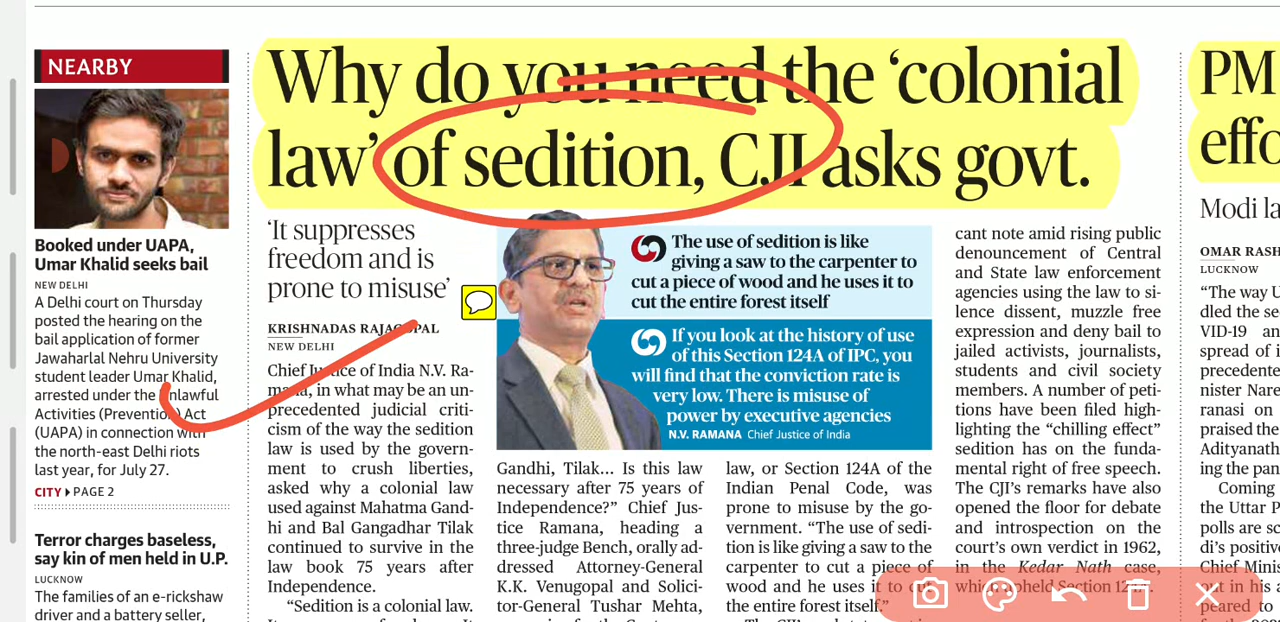 NEARBY
Booked under UAPA,
Umar Khalid seeks bail
NEW DELHI
A Delhi court on Thursday
posted the hearing on the
bail application of former
Jawaharlal Nehru University
student leader Umar Khalid,
arrested under the Unlawful
Activities (Prevention) Act
(UAPA) in connection with
the north-east Delhi riots
last year, for July 27.
CITY PAGE 2
Terror charges baseless,
say kin of men held in U.P.
LUCKNOW
The families of an e-rickshaw
driver and a battery seller,
Why do you need the ‘colonial
law’ of sedition, CJI asks govt.
‘It suppresses
freedom and is
prone to misuse’
KRISHNADAS RAJAGOPAL
NEW DELHI
Chief Justice of India N.V. Ra-
mana, in what may be an un-
precedented judicial criti-
cism of the way the sedition
law is used by the govern-
ment to crush liberties,
asked why a colonial law
used against Mahatma Gand-
hi and Bal Gangadhar Tilak
continued to survive in the
law book 75 years after
Independence.
“Sedition is a colonial law.
The use of sedition is like
giving a saw to the carpenter to
cut a piece of wood and he uses it to
cut the entire forest itself
If you look at the history of use
of this Section 124A of IPC, you
will find that the conviction rate is
very low. There is misuse of
power by executive agencies
N.V. RAMANA Chief Justice of India
Gandhi, Tilak... Is this law
necessary after 75 years of
Independence?” Chief Jus-
tice Ramana, heading a
three-judge Bench, orally ad-
dressed Attorney-General
K.K. Venugopal and Solici-
tor-General Tushar Mehta,
law, or Section 124A of the
Indian Penal Code, was
prone to misuse by the go-
vernment. “The use of sedi-
tion is like giving a saw to the
carpenter to cut a piece of
wood and he uses it to cut
the entire forest itself.”
cant note amid rising public
denouncement of Central
and State law enforcement
agencies using the law to si-
lence dissent, muzzle free
expression and deny bail to
jailed activists, journalists,
students and civil society
members. A number of peti-
tions have been filed high-
lighting the “chilling effect”
sedition has on the funda-
mental right of free speech.
The CJI’s remarks have also
opened the floor for debate
and introspection on the
court’s own verdict in 1962,
in the Kedar Nath case,
which upheld Section 124A.
PM
effo
Modi la
OMAR RASH
LUCKNOW
“The way U
dled the se
VID-19 an
spread of i
precedente
nister Nare
ranasi on
praised the
Adityanath
ing the pan
Coming
the Uttar P
polls are sc
di’s positiv
Chief Minis
put in his a
peared to